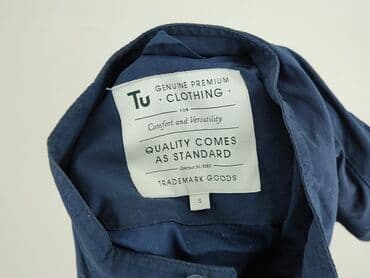 Tu
GENUINE PREMIUM
· CLOTHING ·
FOR
Comfort and Versatility
QUALITY COMES
AS STANDARD
TRADEMARK GOODS
S